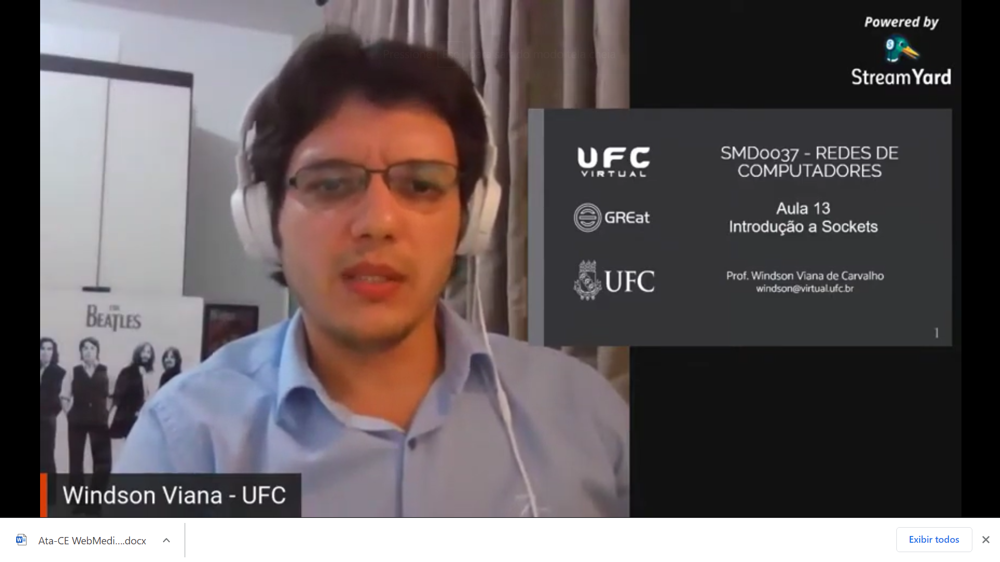 Powered by
StreamYard
Pressione
para sair do modo tela cheia
UFC
VIRTUAL
SMD0037 - REDES DE
COMPUTADORES
GREat
Aula 13
Introdução a Sockets
UFC
Prof. Windson Viana de Carvalho
windson@virtual.ufc.br
1
THE
BEATLES
Windson Viana - UFC
Ata-CE WebMedi....docx
Exibir todos